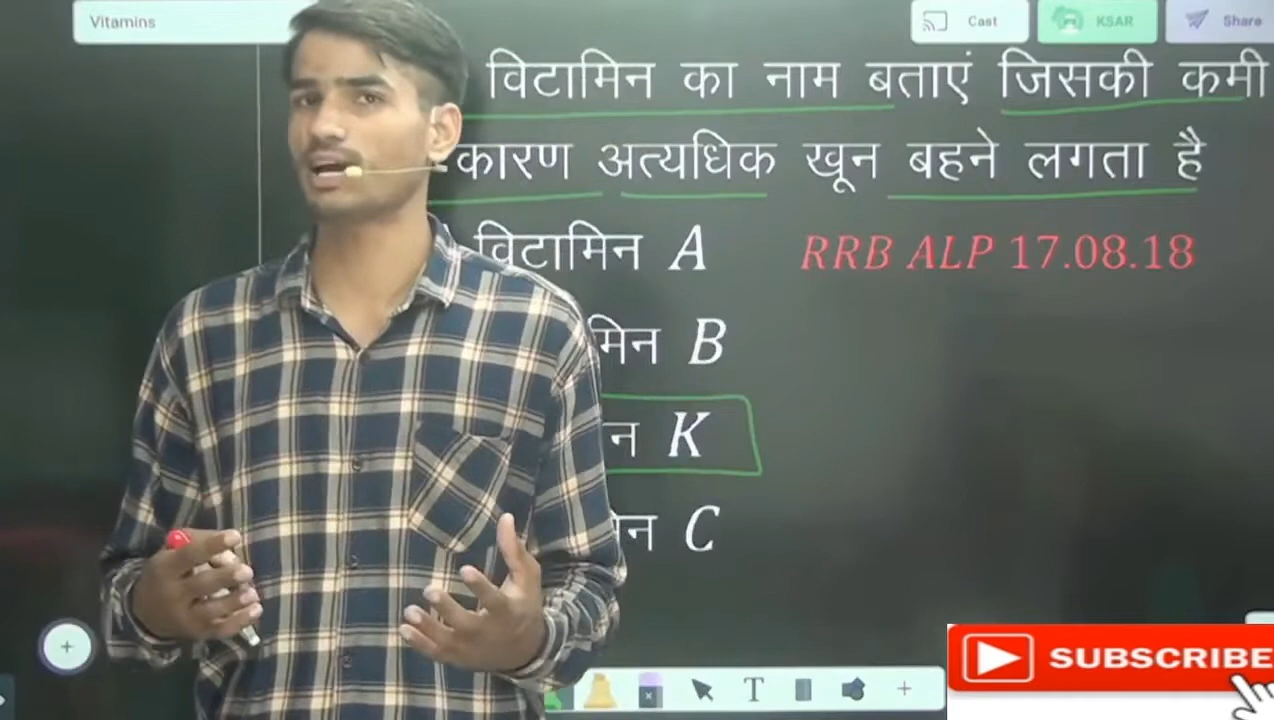 Vitamins
Cast
KSAR
Share
विटामिन का नाम बताएं जिसकी कमी
कारण अत्यधिक खून बहने लगता है
विटामिन A
RRB ALP 17.08.18
मिन B
न K
न C
T
SUBSCRIBE